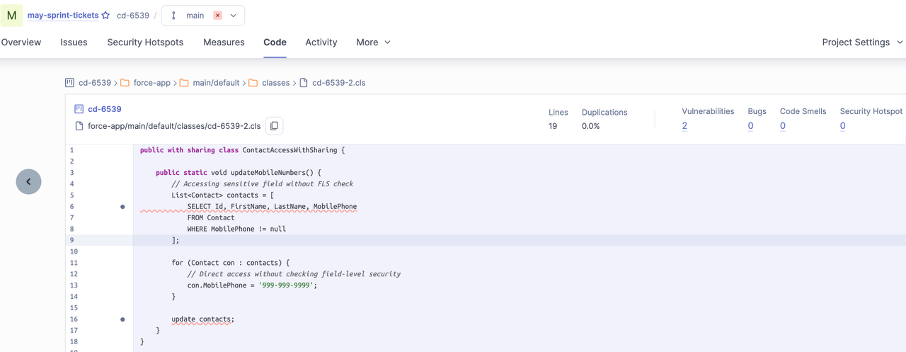 M may-sprint-tickets cd-6539 / main
Overview Issues Security Hotspots Measures Code Activity More Project Settings
cd-6539 > force-app > main/default > classes > cd-6539-2.cls
cd-6539
force-app/main/default/classes/cd-6539-2.cls
Lines Duplications Vulnerabilities Bugs Code Smells Security Hotspot
19 0.0% 2 0 0 0
1 public with sharing class ContactAccessWithSharing {
2
3 public static void updateMobileNumbers() {
4 // Accessing sensitive field without FLS check
5 List<Contact> contacts = [
6 SELECT Id, FirstName, LastName, MobilePhone
7 FROM Contact
8 WHERE MobilePhone != null
9 ];
10
11 for (Contact con : contacts) {
12 // Direct access without checking field-level security
13 con.MobilePhone = '999-999-9999';
14 }
15
16 update contacts;
17 }
18 }